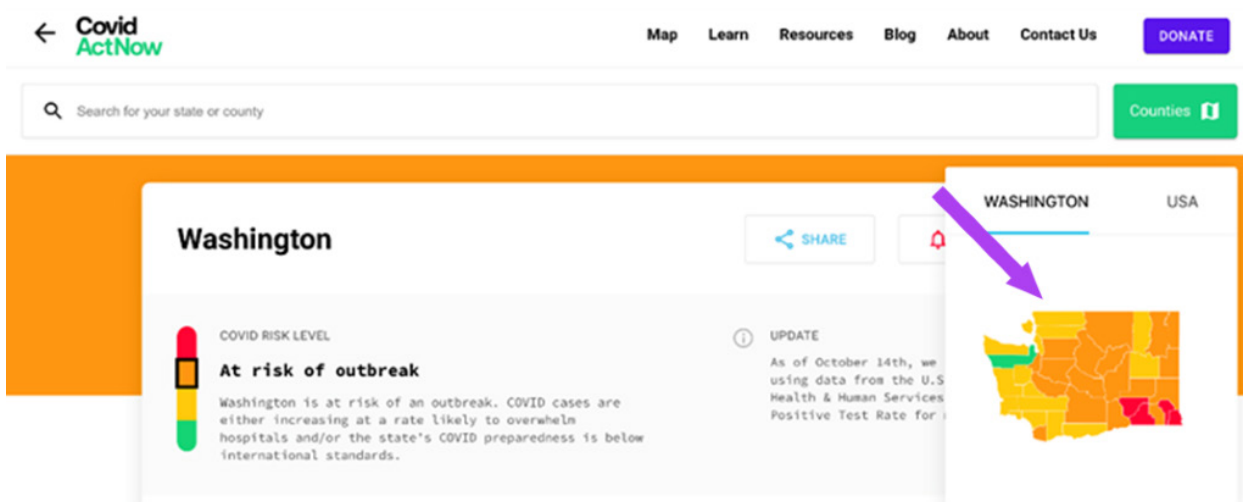 Covid
ActNow
Map Learn Resources Blog About Contact Us DONATE
Search for your state or county
Counties
WASHINGTON USA
Washington
SHARE
COVID RISK LEVEL
At risk of outbreak
Washington is at risk of an outbreak. COVID cases are
either increasing at a rate likely to overwhelm
hospitals and/or the state's COVID preparedness is below
international standards.
UPDATE
As of October 14th, we
using data from the U.S
Health & Human Services
Positive Test Rate for